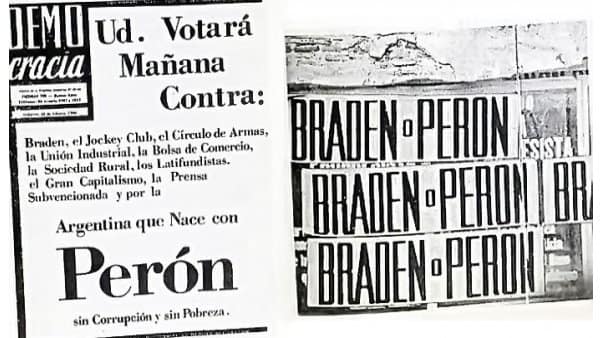 DEMO
cracia
Ud. Votará
Mañana
Contra:
Braden, el Jockey Club, el Círculo de Armas,
la Unión Industrial, la Bolsa de Comercio,
la Sociedad Rural, los Latifundistas.
el Gran Capitalismo, la Prensa
Subvencionada y por la
Argentina que Nace con
Perón
sin Corrupción y sin Pobreza.
BRADEN o PERON
ESISTA
BRADEN o PERON
BRA
BRADEN o PERON